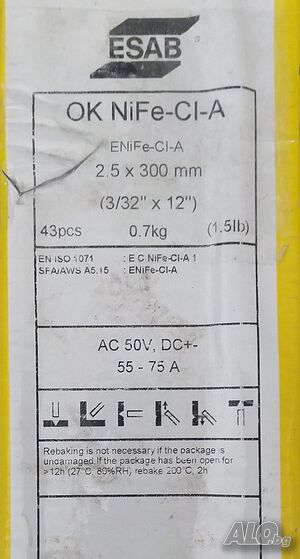 ESAB
OK NiFe-CI-A
ENiFe-CI-A
2.5 x 300 mm
(3/32" x 12")
43pcs 0.7kg (1.5lb)
EN ISO 1071 : E C NiFe-CI-A 1
SFA/AWS A5.15 : ENiFe-CI-A
AC 50V, DC+-
55 - 75 A
Rebaking is not necessary if the package is
undamaged. If the package has been open for
>12h (27°C, 80%RH), rebake 200°C, 2h
ALO.bg